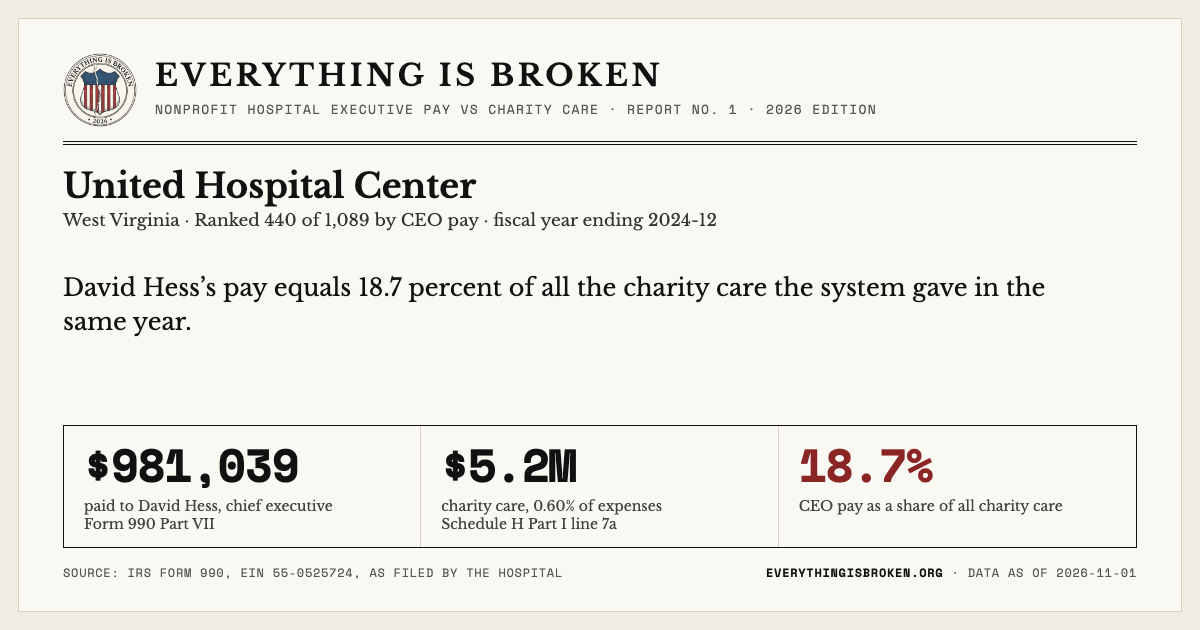 EVERYTHING IS BROKEN
· 2026 ·
EVERYTHING IS BROKEN
NONPROFIT HOSPITAL EXECUTIVE PAY VS CHARITY CARE · REPORT NO. 1 · 2026 EDITION
United Hospital Center
West Virginia · Ranked 440 of 1,089 by CEO pay · fiscal year ending 2024-12
David Hess’s pay equals 18.7 percent of all the charity care the system gave in the
same year.
$981,039
paid to David Hess, chief executive
Form 990 Part VII
$5.2M
charity care, 0.60% of expenses
Schedule H Part I line 7a
18.7%
CEO pay as a share of all charity care
SOURCE: IRS FORM 990, EIN 55-0525724, AS FILED BY THE HOSPITAL
EVERYTHINGISBROKEN.ORG · DATA AS OF 2026-11-01